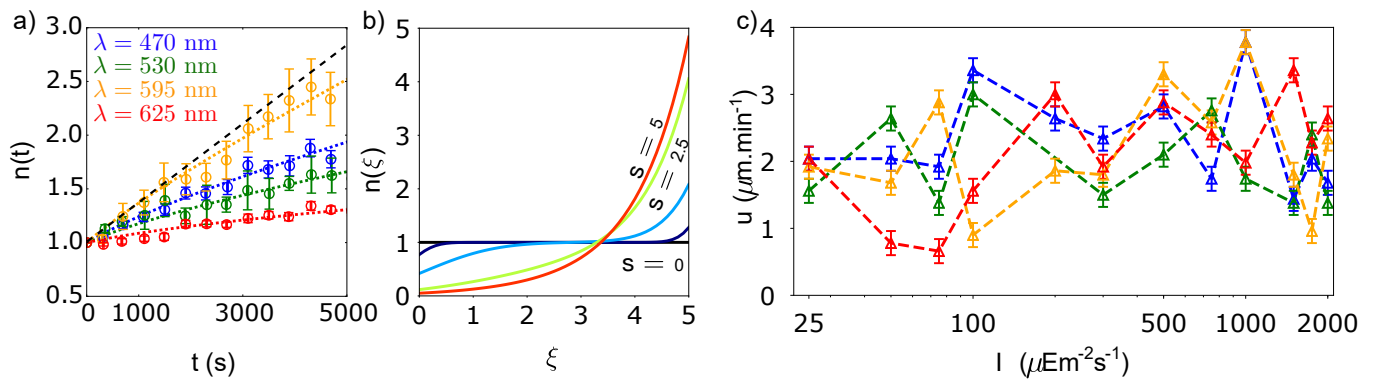 a)
n(t)
3.0
2.5
2.0
1.5
1.0
0.5
λ = 470 nm
λ = 530 nm
λ = 595 nm
λ = 625 nm
0
1000
3000
5000
t (s)
b)
n(ξ)
5
4
3
2
1
0
s = 5
s = 2.5
s = 0
0 1 2 3 4 5
ξ
c)
u (μm.min⁻¹)
4
3
2
1
0
25
100
500
1000
2000
I (μEm⁻²s⁻¹)